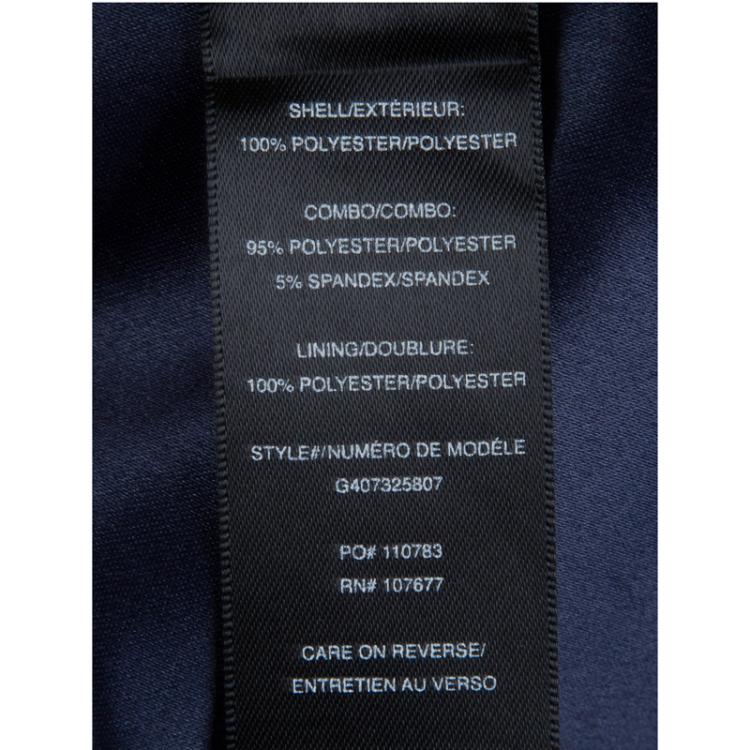 SHELL/EXTÉRIEUR:
100% POLYESTER/POLYESTER
COMBO/COMBO:
95% POLYESTER/POLYESTER
5% SPANDEX/SPANDEX
LINING/DOUBLURE:
100% POLYESTER/POLYESTER
STYLE#/NUMÉRO DE MODÉLE
G407325807
PO# 110783
RN# 107677
CARE ON REVERSE/
ENTRETIEN AU VERSO